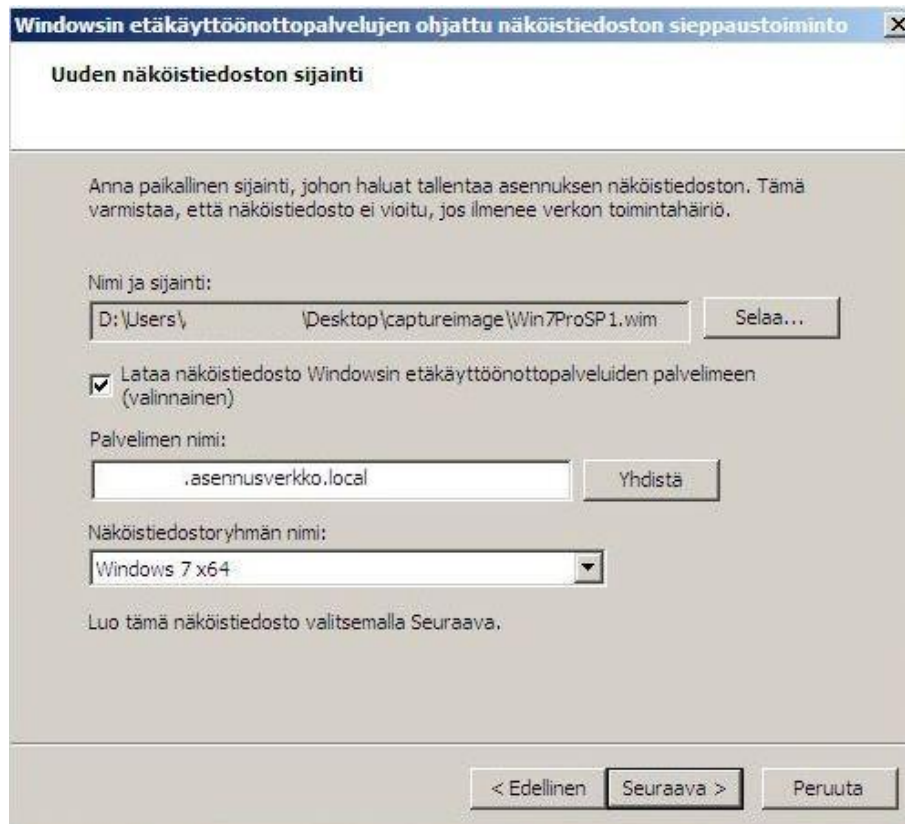 Windowsin etäkäyttöönottopalvelujen ohjattu näköistiedoston sieppaustoiminto
Uuden näköistiedoston sijainti
Anna paikallinen sijainti, johon haluat tallentaa asennuksen näköistiedoston. Tämä
varmistaa, että näköistiedosto ei vioitu, jos ilmenee verkon toimintahäiriö.
Nimi ja sijainti:
D:\Users\ \Desktop\captureimage\Win7ProSP1.wim
Selaa...
Lataa näköistiedosto Windowsin etäkäyttöönottopalveluiden palvelimeen
(valinnainen)
Palvelimen nimi:
.asennusverkko.local
Yhdistä
Näköistiedostoryhmän nimi:
Windows 7 x64
Luo tämä näköistiedosto valitsemalla Seuraava.
< Edellinen
Seuraava >
Peruuta